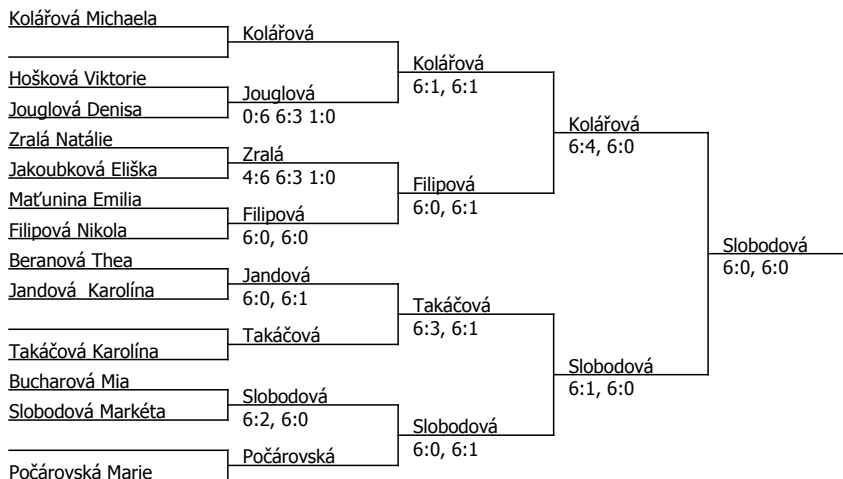 Kolářová Michaela
Kolářová
Kolářová
6:1, 6:1
Hošková Viktorie
Jouglová
0:6 6:3 1:0
Jouglová Denisa
Kolářová
6:4, 6:0
Zralá Natálie
Zralá
4:6 6:3 1:0
Jakoubková Eliška
Filipová
6:0, 6:1
Maťunina Emilia
Filipová
6:0, 6:0
Filipová Nikola
Slobodová
6:0, 6:0
Beranová Thea
Jandová
6:0, 6:1
Jandová  Karolína
Takáčová
6:3, 6:1
Takáčová
Takáčová Karolína
Slobodová
6:1, 6:0
Bucharová Mia
Slobodová
6:2, 6:0
Slobodová Markéta
Slobodová
6:0, 6:1
Počárovská
Počárovská Marie